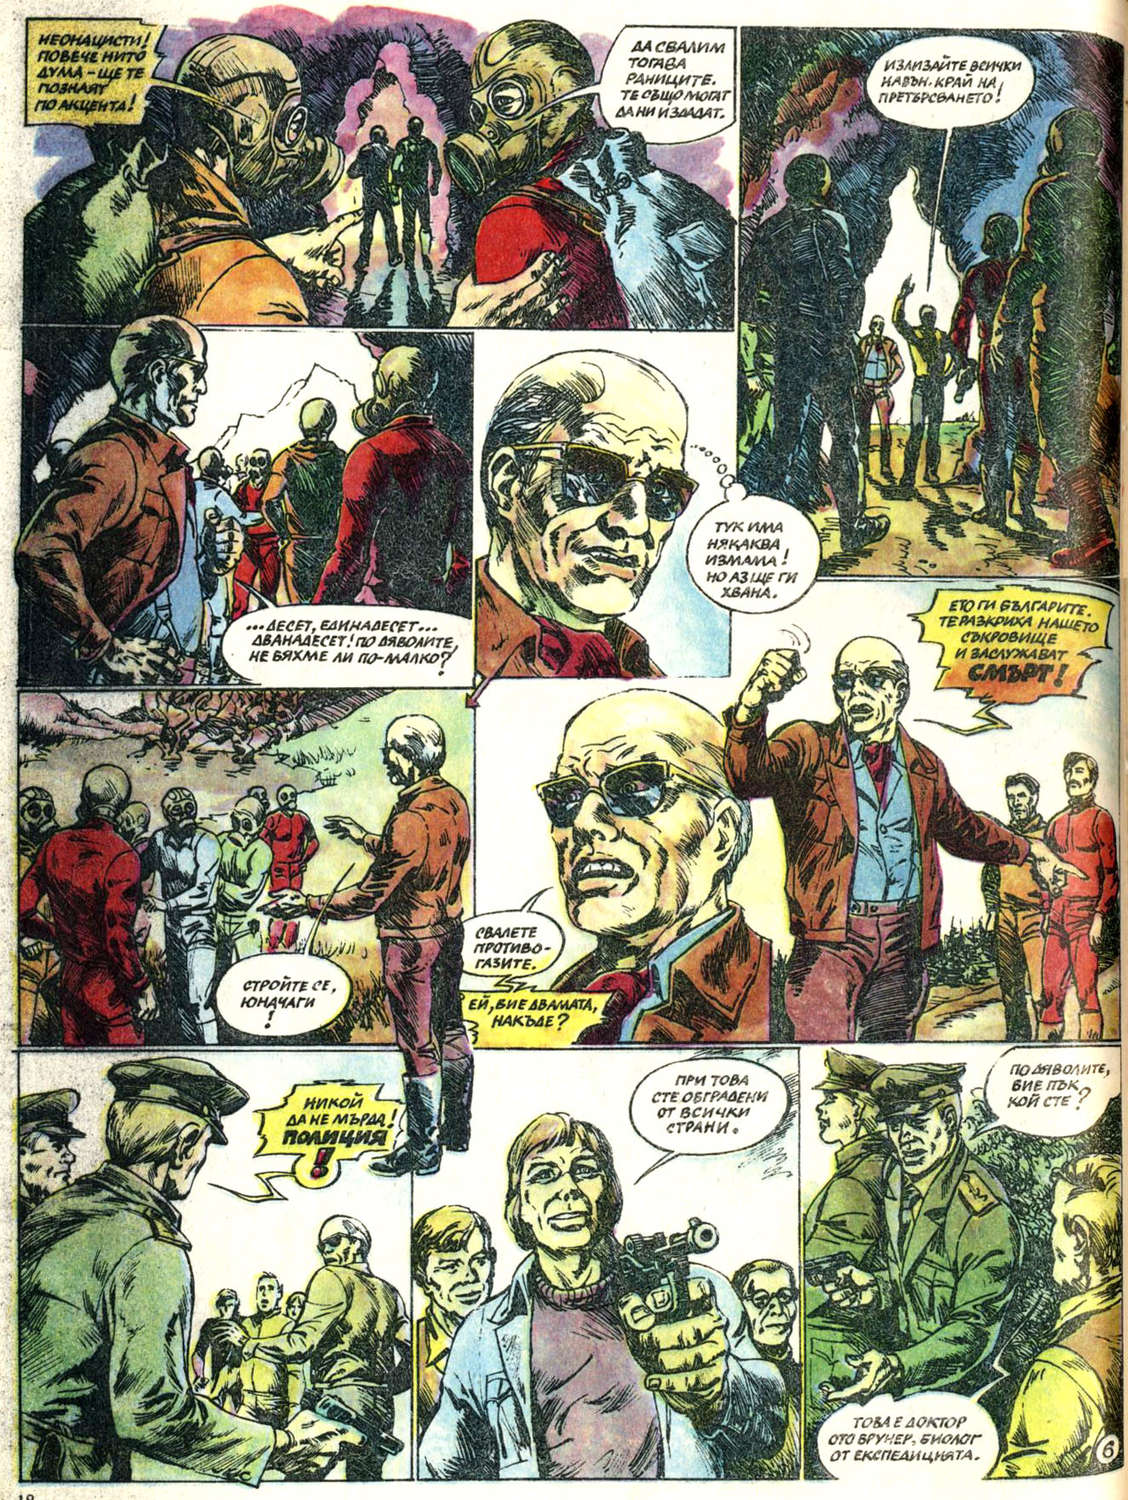 НЕОНАЦИСТИ!
ПОВЕЧЕ НИТО
ДУМА – ЩЕ ТЕ
ПОЗНАЯТ
ПО АКЦЕНТА!
ДА СВАЛИМ
ТОГАВА
РАНИЦИТЕ.
ТЕ СЪЩО МОГАТ
ДА НИ ИЗДАДАТ.
ИЗЛИЗАЙТЕ ВСИЧКИ
НАВЪН. КРАЙ НА
ПРЕТЪРСВАНЕТО!
...ДЕСЕТ, ЕДИНАДЕСЕТ...
ДВАНАДЕСЕТ! ПО ДЯВОЛИТЕ,
НЕ БЯХМЕ ЛИ ПО-МАЛКО?
ТУК ИМА
НЯКАКВА
ИЗМАМА!
НО АЗ ЩЕ ГИ
ХВАНА.
СТРОЙТЕ СЕ,
ЮНАЧАГИ
!
СВАЛЕТЕ
ПРОТИВО-
ГАЗИТЕ.
ЕЙ, ВИЕ ДВАМАТА,
НАКЪДЕ?
ЕТО ГИ БЪЛГАРИТЕ.
ТЕ РАЗКРИХА НАШЕТО
СЪКРОВИЩЕ
И ЗАСЛУЖАВАТ
СМЪРТ!
НИКОЙ
ДА НЕ МЪРДА!
ПОЛИЦИЯ
!
ПРИ ТОВА
СТЕ ОБГРАДЕНИ
ОТ ВСИЧКИ
СТРАНИ.
ПО ДЯВОЛИТЕ,
ВИЕ ПЪК
КОЙ СТЕ?
ТОВА Е ДОКТОР
ОТО БРУНЕР, БИОЛОГ
ОТ ЕКСПЕДИЦИЯТА.
6
18